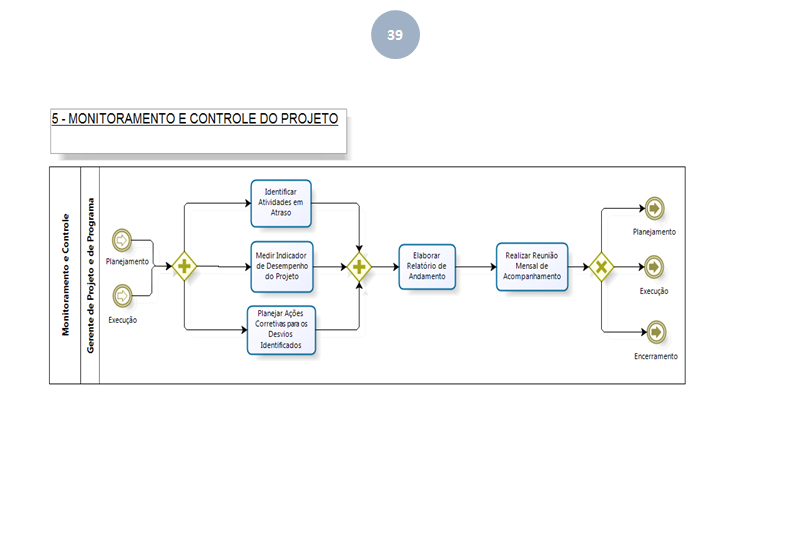 39
5 - MONITORAMENTO E CONTROLE DO PROJETO
Monitoramento e Controle
Gerente de Projeto e de Programa
Planejamento
Execução
Identificar
Atividades em
Atraso
Medir Indicador
de Desempenho
do Projeto
Planejar Ações
Corretivas para os
Desvios
Identificados
Elaborar
Relatório de
Andamento
Realizar Reunião
Mensal de
Acompanhamento
Planejamento
Execução
Encerramento